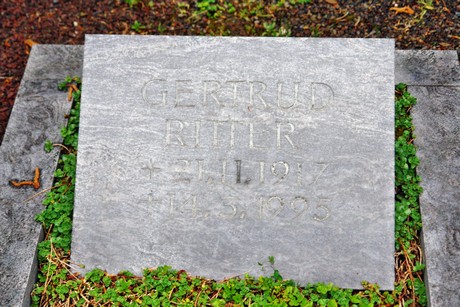 GERTRUD
RITTER
* 21.11.1917
† 14.3.1995